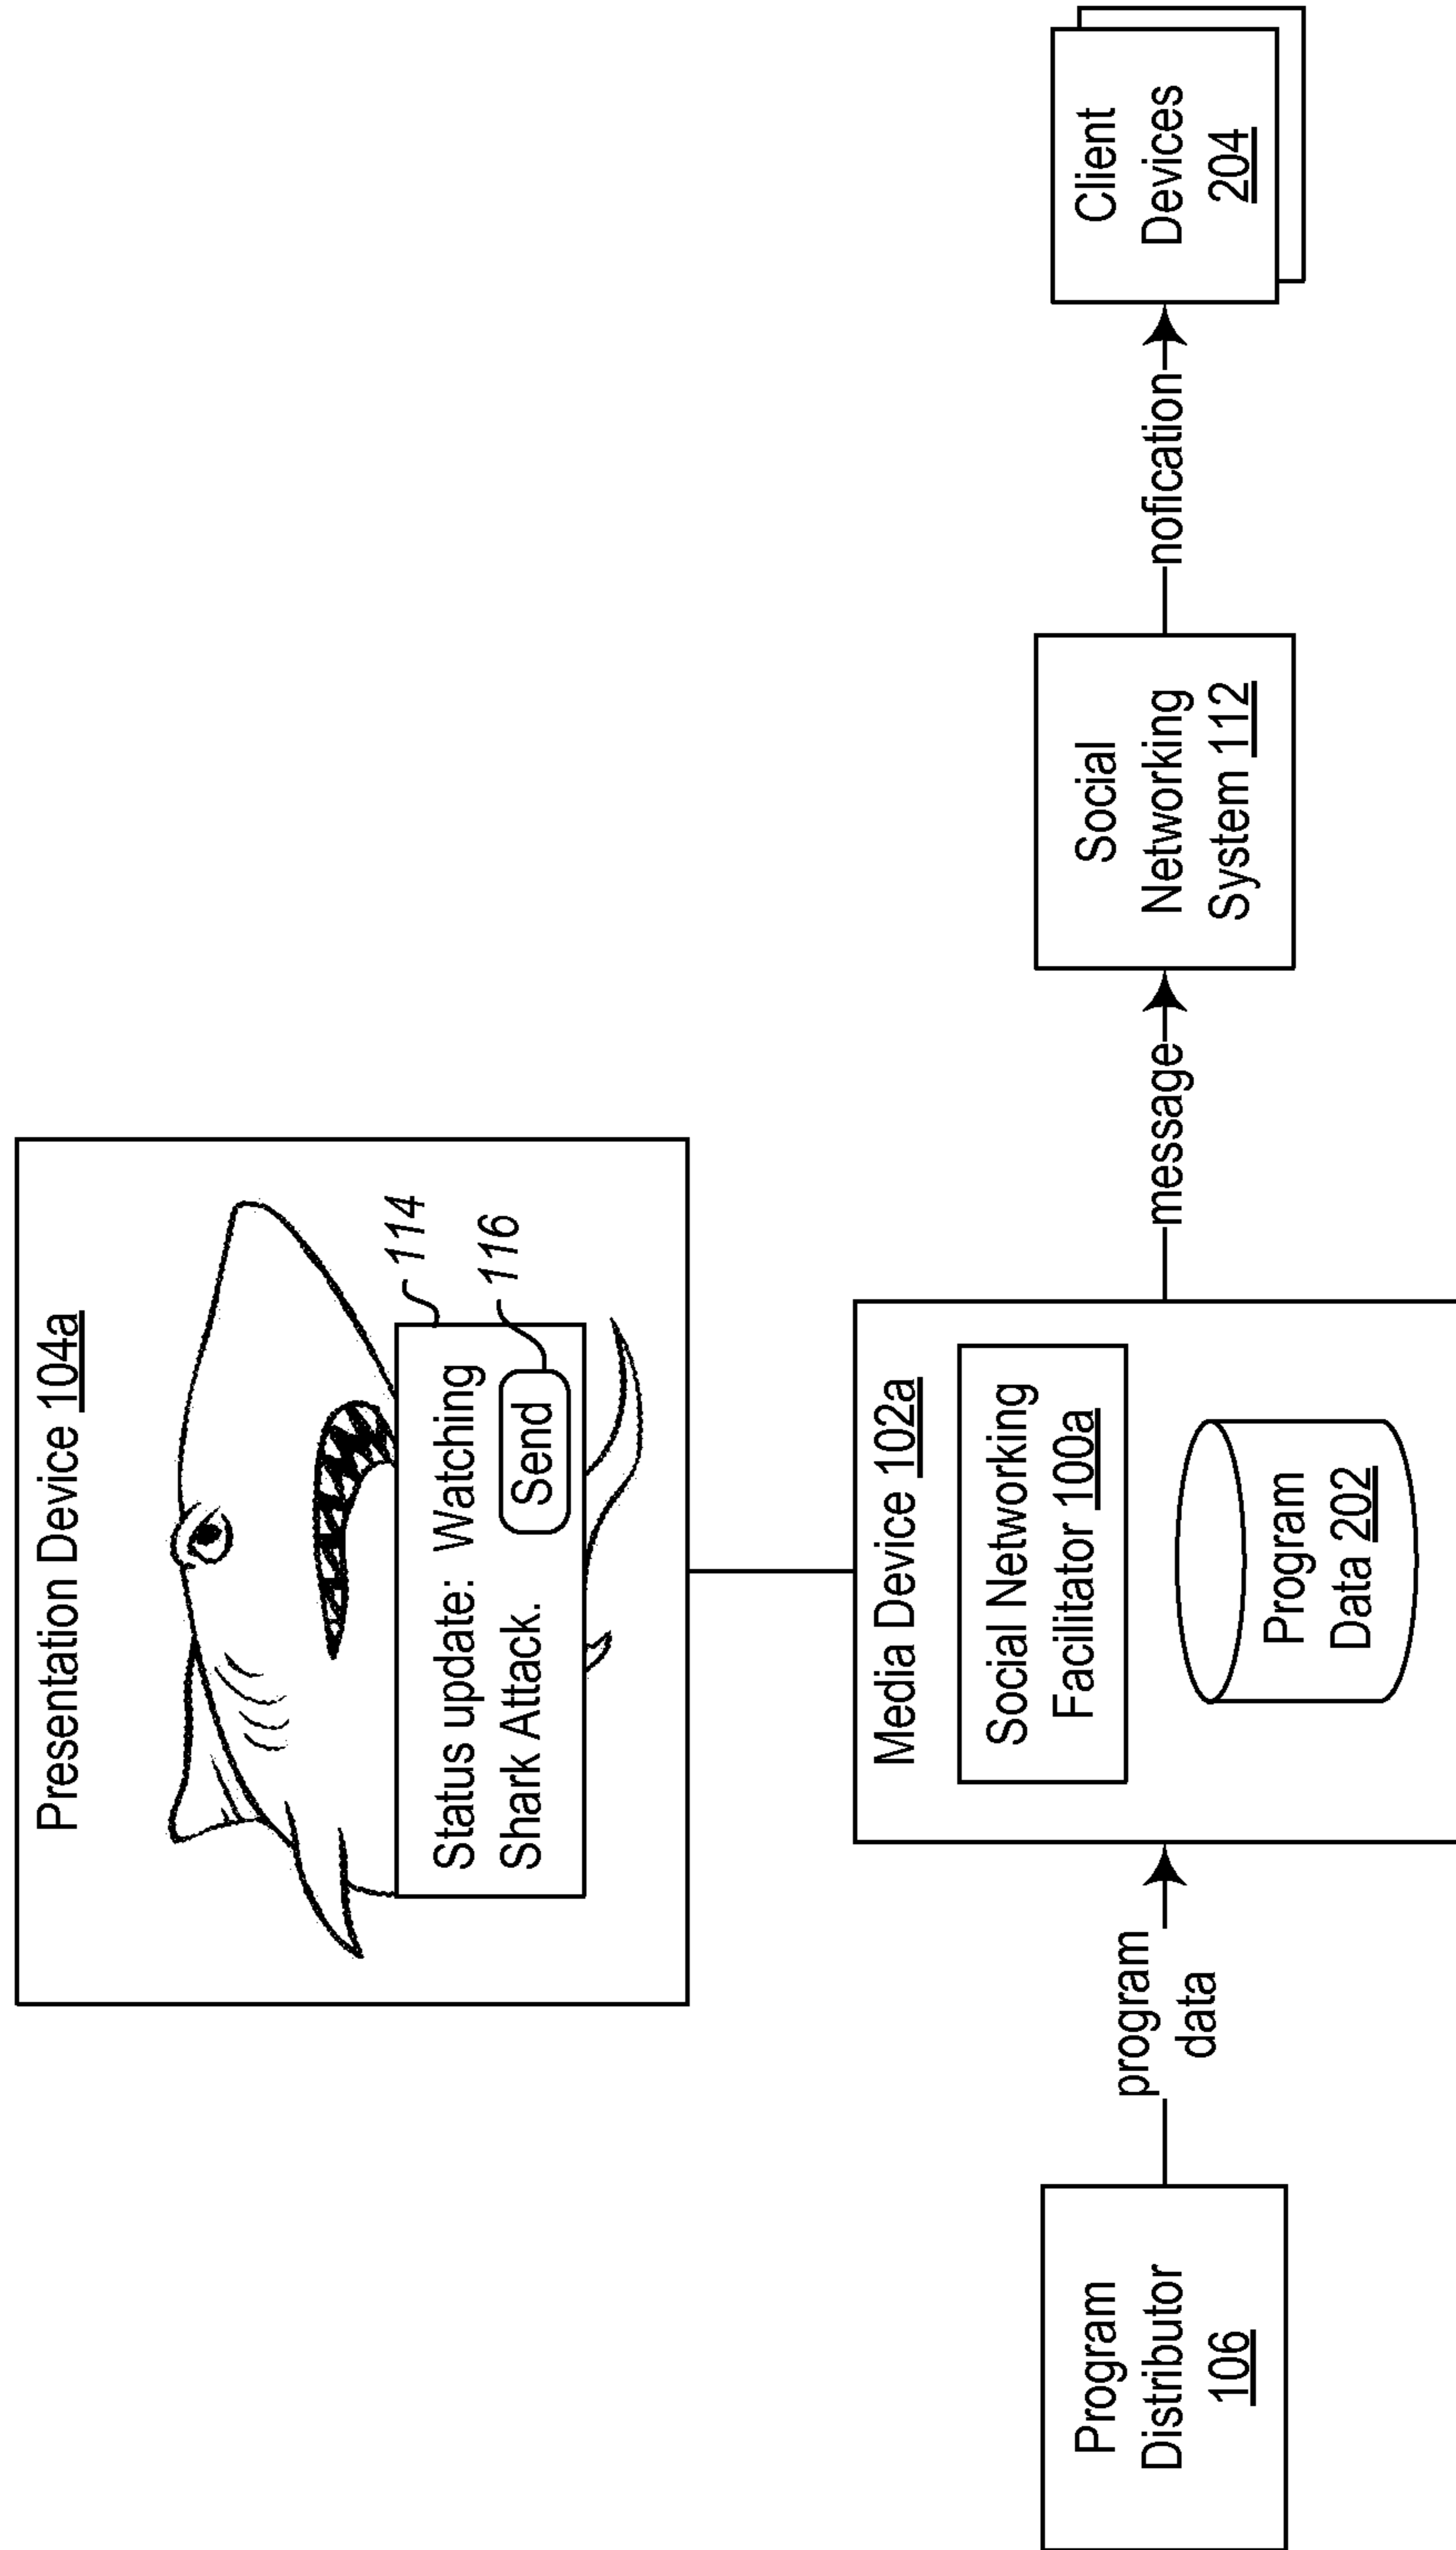 Presentation Device 104a
Status update: Watching
Shark Attack.
Send
114
116
Program
Distributor
106
program
data
Media Device 102a
Social Networking
Facilitator 100a
Program
Data 202
message
Social
Networking
System 112
nofication
Client
Devices
204